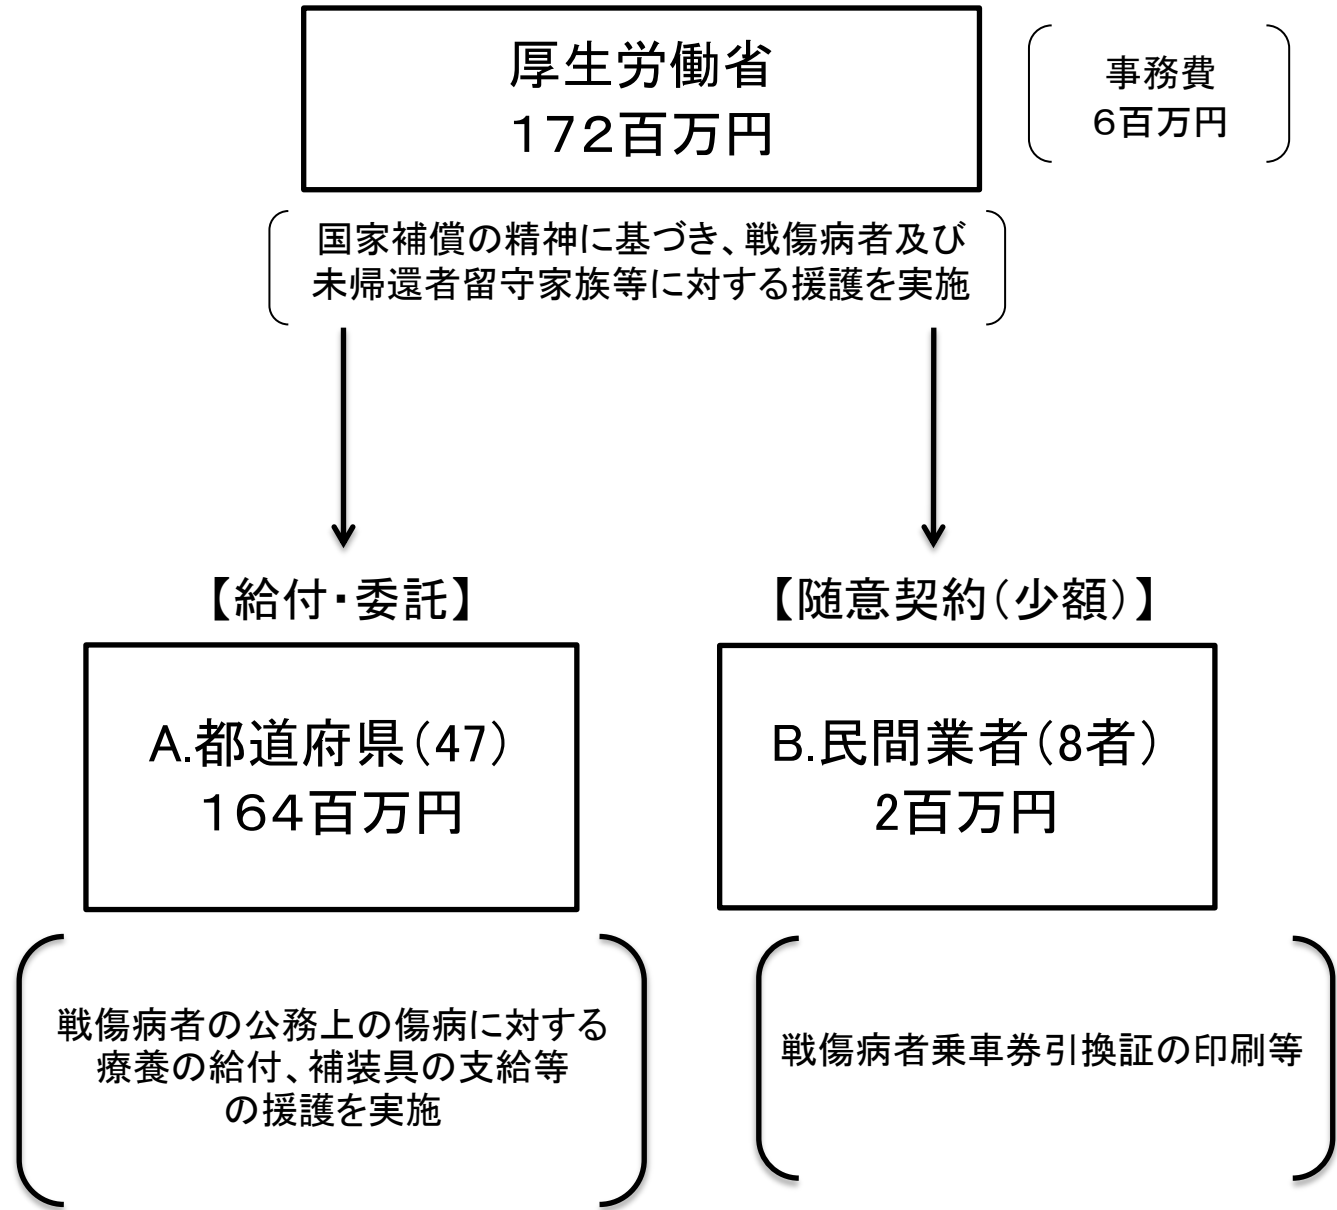 厚生労働省
１７２百万円
事務費
６百万円
国家補償の精神に基づき、戦傷病者及び
未帰還者留守家族等に対する援護を実施
【給付・委託】
【随意契約（少額）】
A.都道府県（47）
１６４百万円
B.民間業者（8者）
2百万円
戦傷病者の公務上の傷病に対する
療養の給付、補装具の支給等
の援護を実施
戦傷病者乗車券引換証の印刷等